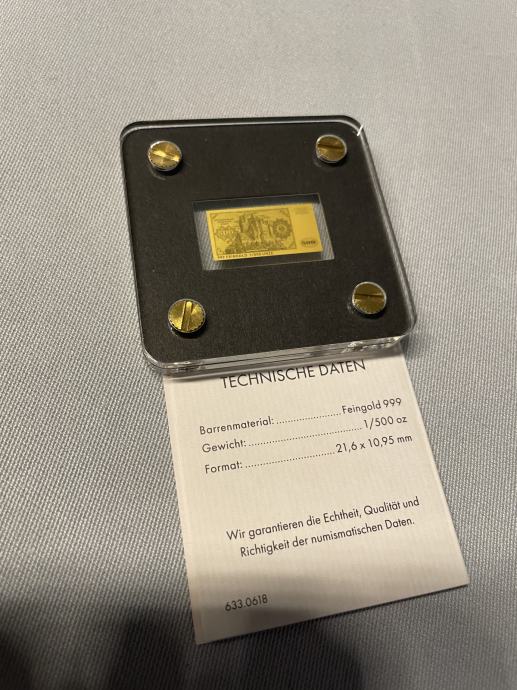 TECHNISCHE DATEN
Barrenmaterial: ...................... Feingold 999
Gewicht: ...................................... 1/500 oz
Format: .............................. 21,6 x 10,95 mm
Wir garantieren die Echtheit, Qualität und
Richtigkeit der numismatischen Daten.
633.0618